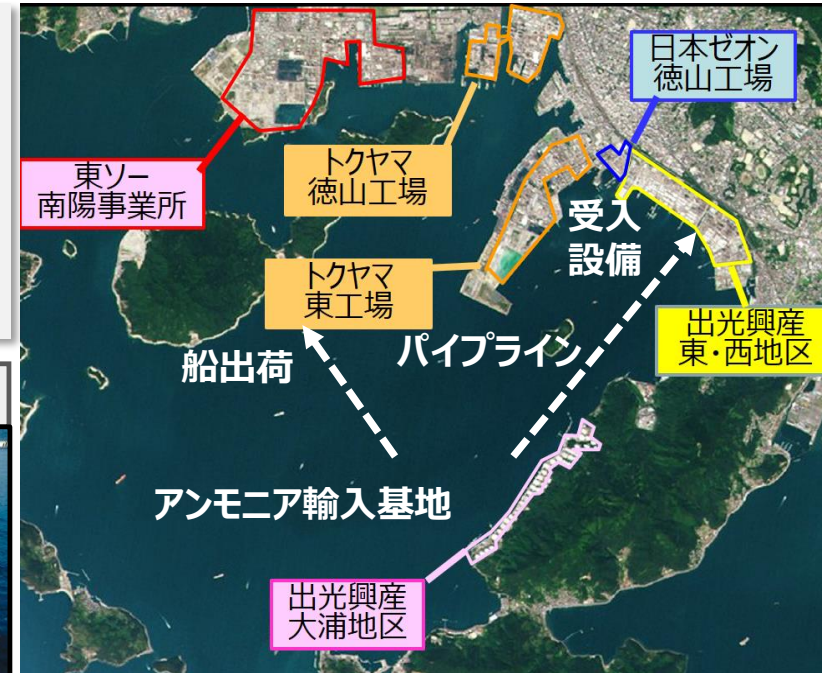 日本ゼオン
徳山工場
東ソー
南陽事業所
トクヤマ
徳山工場
受入
設備
トクヤマ
東工場
出光興産
東・西地区
船出荷
パイプライン
アンモニア輸入基地
出光興産
大浦地区